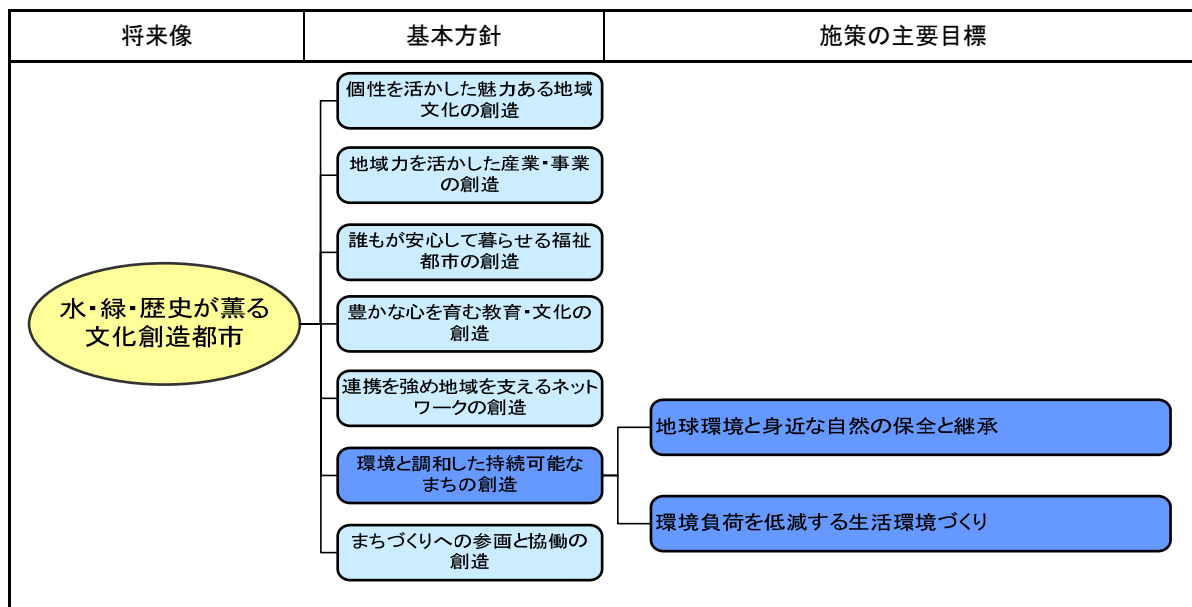 将来像
基本方針
施策の主要目標
水・緑・歴史が薫る
文化創造都市
個性を活かした魅力ある地域
文化の創造
地域力を活かした産業・事業
の創造
誰もが安心して暮らせる福祉
都市の創造
豊かな心を育む教育・文化の
創造
連携を強め地域を支えるネット
ワークの創造
環境と調和した持続可能な
まちの創造
まちづくりへの参画と協働の
創造
地球環境と身近な自然の保全と継承
環境負荷を低減する生活環境づくり